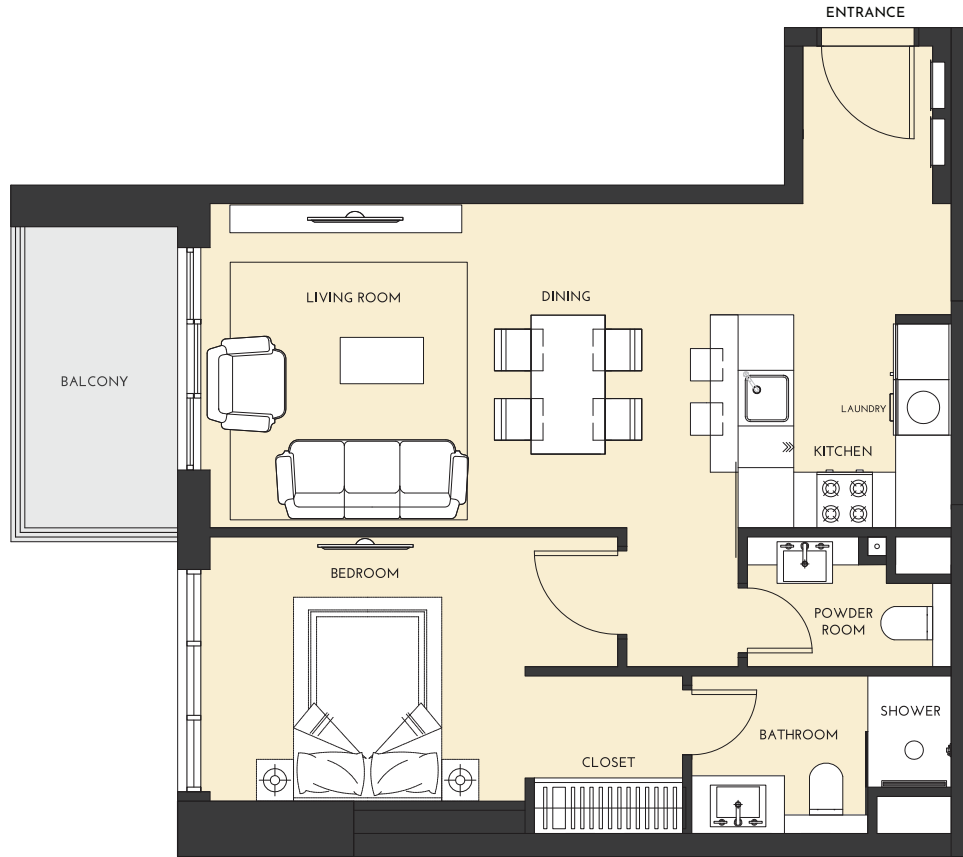 ENTRANCE
LIVING ROOM
DINING
BALCONY
LAUNDRY
KITCHEN
BEDROOM
POWDER
ROOM
SHOWER
BATHROOM
CLOSET